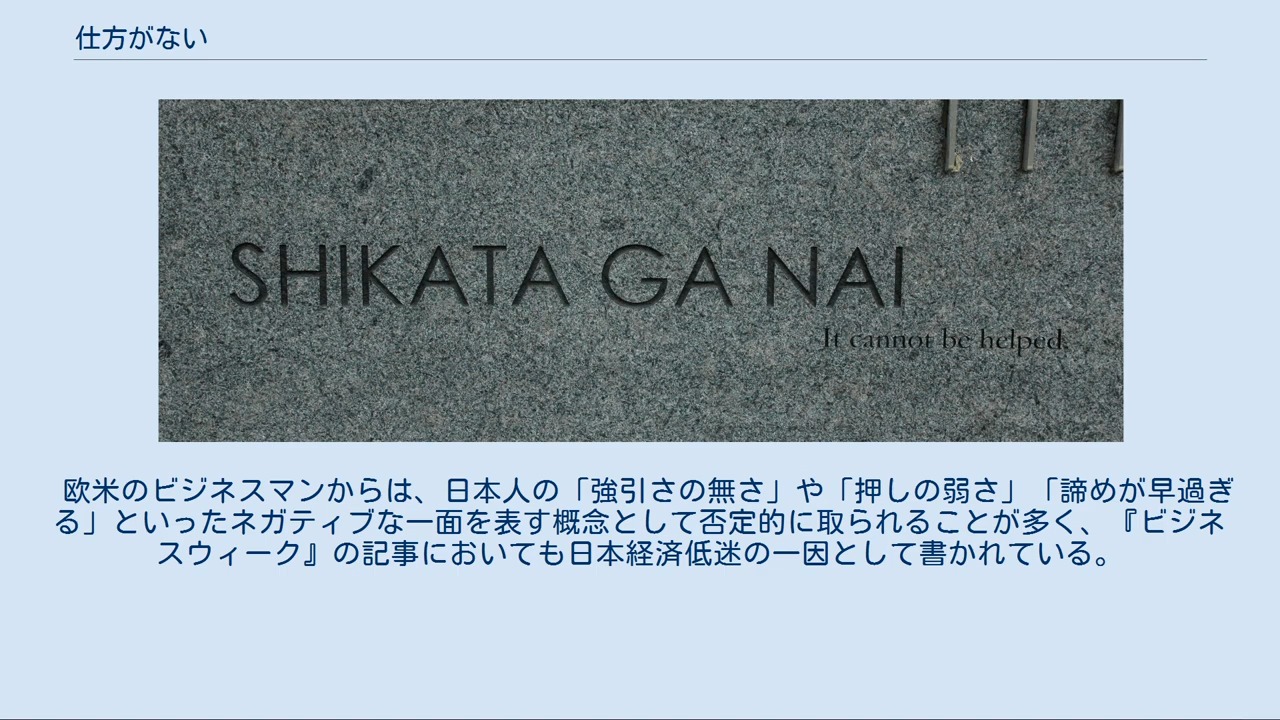 仕方がない
SHIKATA GA NAI
It cannot be helped.
欧米のビジネスマンからは、日本人の「強引さの無さ」や「押しの弱さ」「諦めが早過ぎ
る」といったネガティブな一面を表す概念として否定的に取られることが多く、『ビジネ
スウィーク』の記事においても日本経済低迷の一因として書かれている。